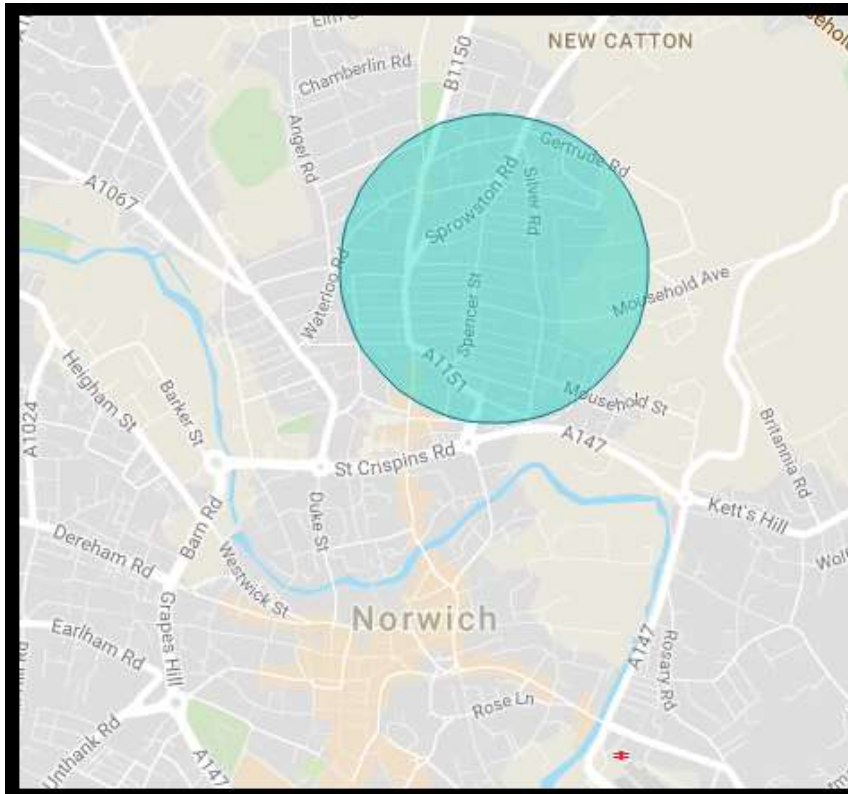 NEW CATTON
B1150
Chamberlin Rd
Angel Rd
Gertrude Rd
A1067
Sprowston Rd
Silver Rd
Waterloo Rd
Mousehold Ave
Spencer St
A1151
Heigham St
Barker St
Mousehold St
A1024
St Crispins Rd
A147
Britannia Rd
Barn Rd
Duke St
Kett's Hill
Dereham Rd
Westwick St
Norwich
Grapes Hill
Earlham Rd
A147
Rosary Rd
Rose Ln
Unthank Rd
A147